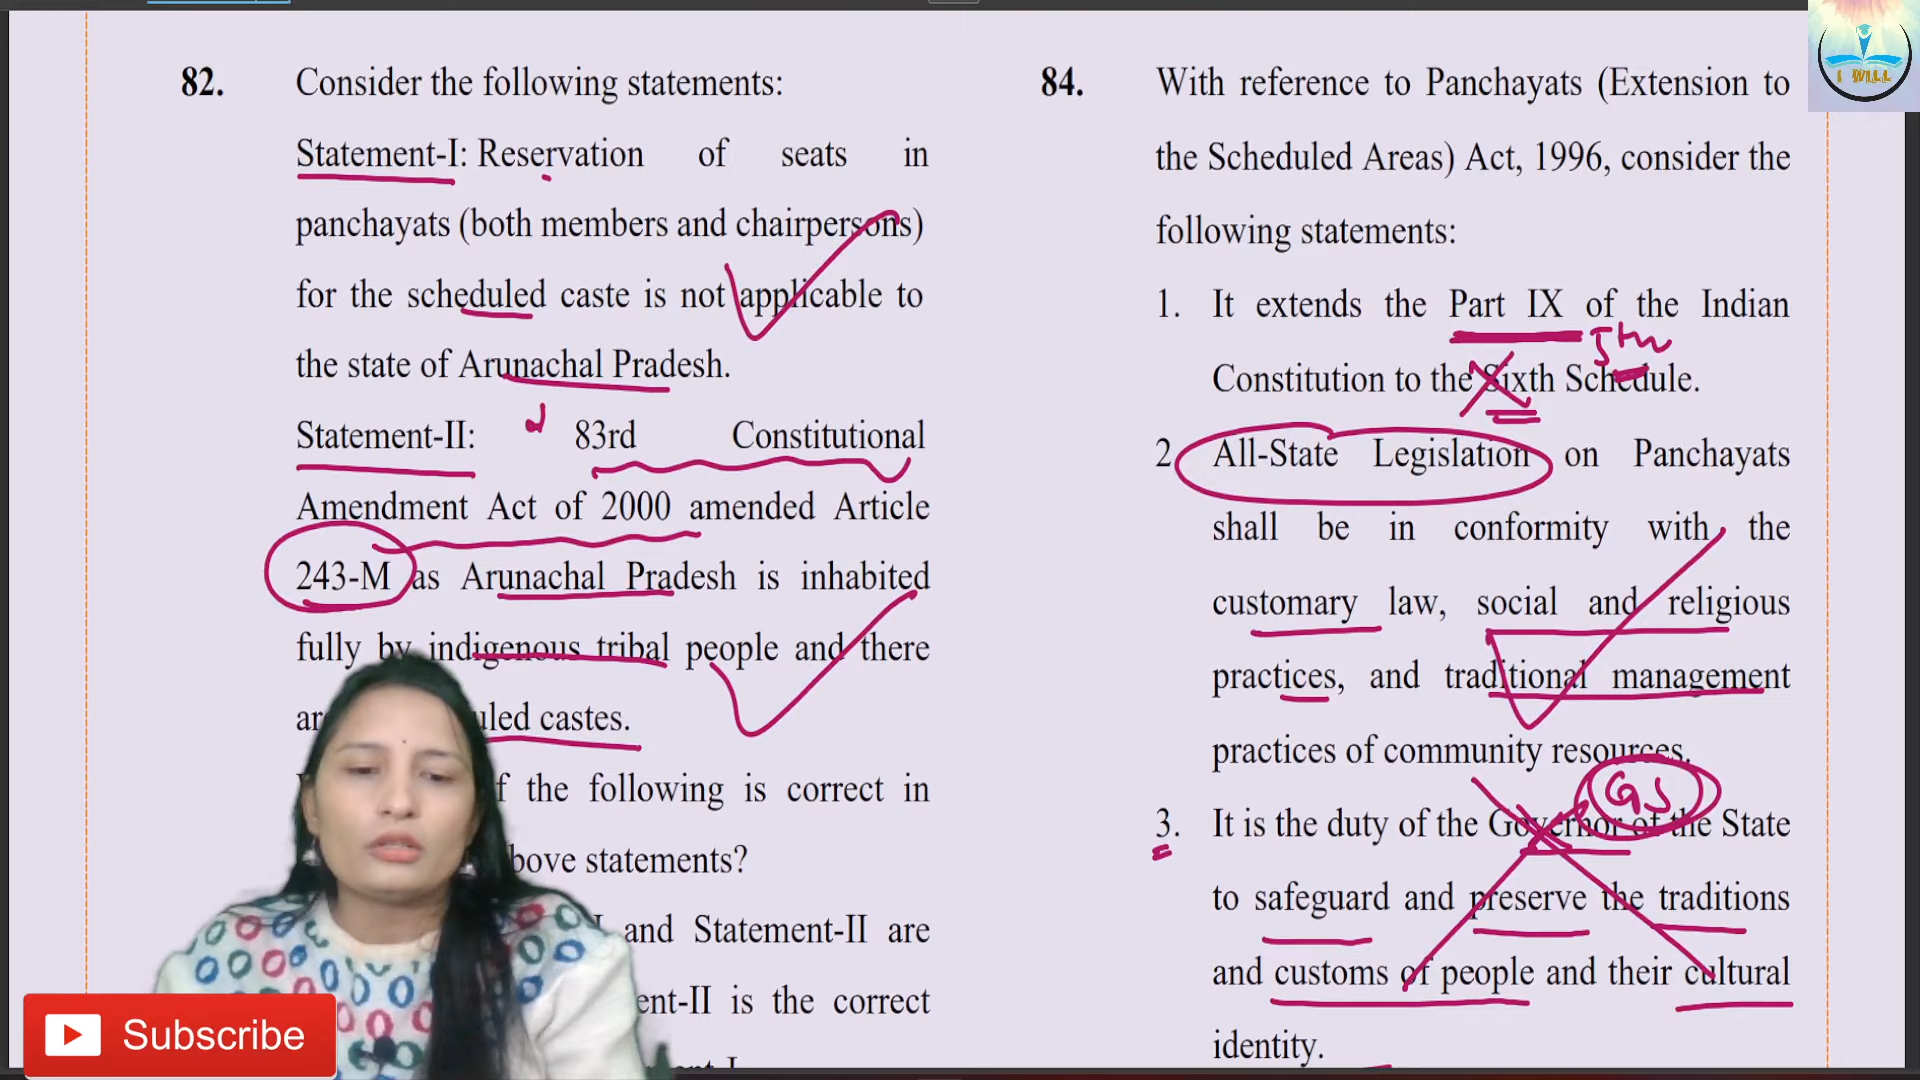 82.
Consider the following statements:
Statement-I: Reservation of seats in
panchayats (both members and chairpersons)
for the scheduled caste is not applicable to
the state of Arunachal Pradesh.
Statement-II: 83rd Constitutional
Amendment Act of 2000 amended Article
243-M as Arunachal Pradesh is inhabited
fully by indigenous tribal people and there
uled castes.
f the following is correct in
bove statements?
and Statement-II are
ent-II is the correct
84.
With reference to Panchayats (Extension to
the Scheduled Areas) Act, 1996, consider the
following statements:
1. It extends the Part IX of the Indian
5th
Constitution to the Sixth Schedule.
2 All-State Legislation on Panchayats
shall be in conformity with the
customary law, social and religious
practices, and traditional management
practices of community resources.
GS
3. It is the duty of the Governor of the State
to safeguard and preserve the traditions
and customs of people and their cultural
identity.
I WILL
Subscribe